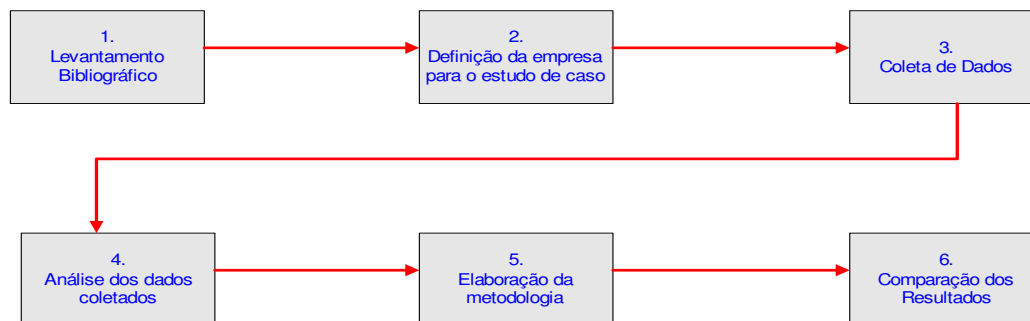 1.
Levantamento
Bibliográfico
2.
Definição da empresa
para o estudo de caso
3.
Coleta de Dados
4.
Análise dos dados
coletados
5.
Elaboração da
metodologia
6.
Comparação dos
Resultados